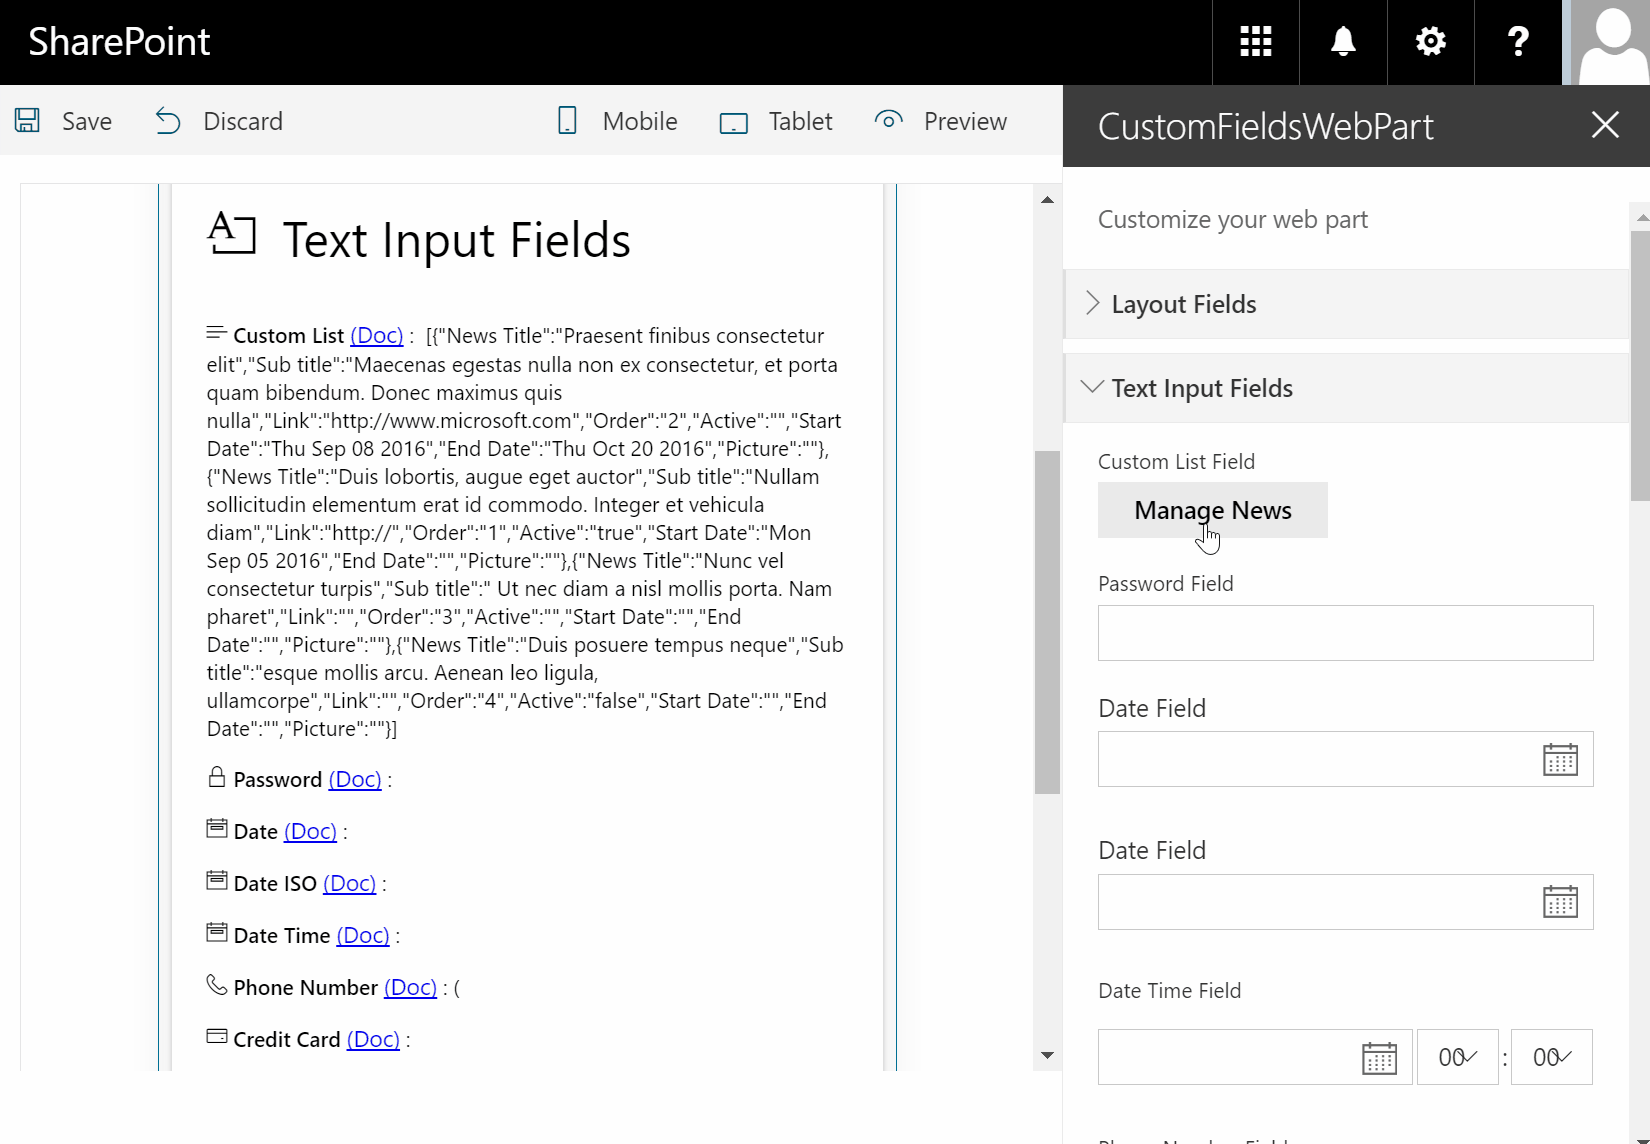 SharePoint
Save
Discard
Mobile
Tablet
Preview
CustomFieldsWebPart
Text Input Fields
Custom List (Doc) :  [{"News Title":"Praesent finibus consectetur
elit","Sub title":"Maecenas egestas nulla non ex consectetur, et porta
quam bibendum. Donec maximus quis
nulla","Link":"http://www.microsoft.com","Order":"2","Active":"","Start
Date":"Thu Sep 08 2016","End Date":"Thu Oct 20 2016","Picture":""},
{"News Title":"Duis lobortis, augue eget auctor","Sub title":"Nullam
sollicitudin elementum erat id commodo. Integer et vehicula
diam","Link":"http://","Order":"1","Active":"true","Start Date":"Mon
Sep 05 2016","End Date":"","Picture":""},{"News Title":"Nunc vel
consectetur turpis","Sub title":" Ut nec diam a nisl mollis porta. Nam
pharet","Link":"","Order":"3","Active":"","Start Date":"","End
Date":"","Picture":""},{"News Title":"Duis posuere tempus neque","Sub
title":"esque mollis arcu. Aenean leo ligula,
ullamcorpe","Link":"","Order":"4","Active":"false","Start Date":"","End
Date":"","Picture":""}]
Password (Doc) :
Date (Doc) :
Date ISO (Doc) :
Date Time (Doc) :
Phone Number (Doc) : (
Credit Card (Doc) :
Customize your web part
Layout Fields
Text Input Fields
Custom List Field
Manage News
Password Field
Date Field
Date Field
Date Time Field
00 : 00